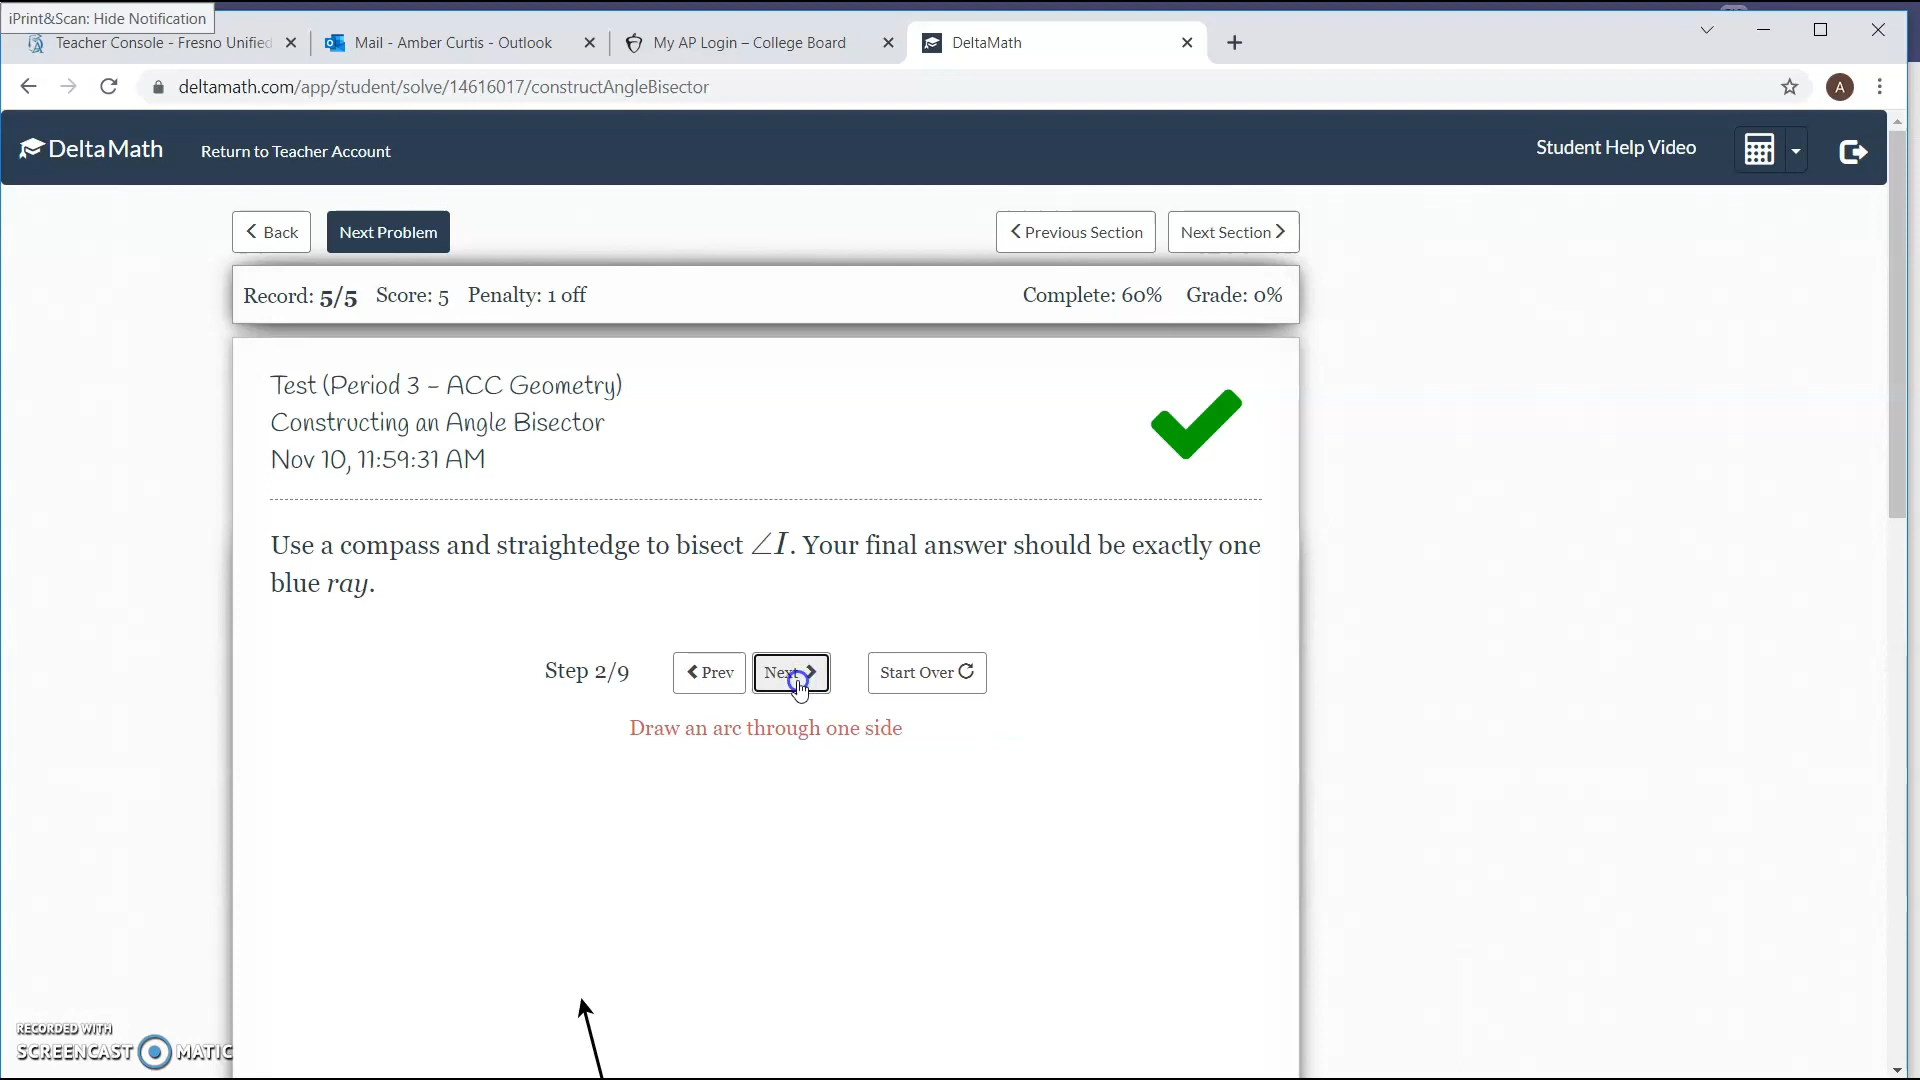 iPrint&Scan: Hide Notification
Teacher Console - Fresno Unified
Mail - Amber Curtis - Outlook
My AP Login – College Board
DeltaMath
deltamath.com/app/student/solve/14616017/constructAngleBisector
A
DeltaMath
Return to Teacher Account
Student Help Video
Back
Next Problem
Previous Section
Next Section
Record: 5/5 Score: 5 Penalty: 1 off
Complete: 60% Grade: 0%
Test (Period 3 - ACC Geometry)
Constructing an Angle Bisector
Nov 10, 11:59:31 AM
Use a compass and straightedge to bisect ∠I. Your final answer should be exactly one
blue ray.
Step 2/9
Prev
Next
Start Over
Draw an arc through one side
RECORDED WITH
SCREENCAST MATIC